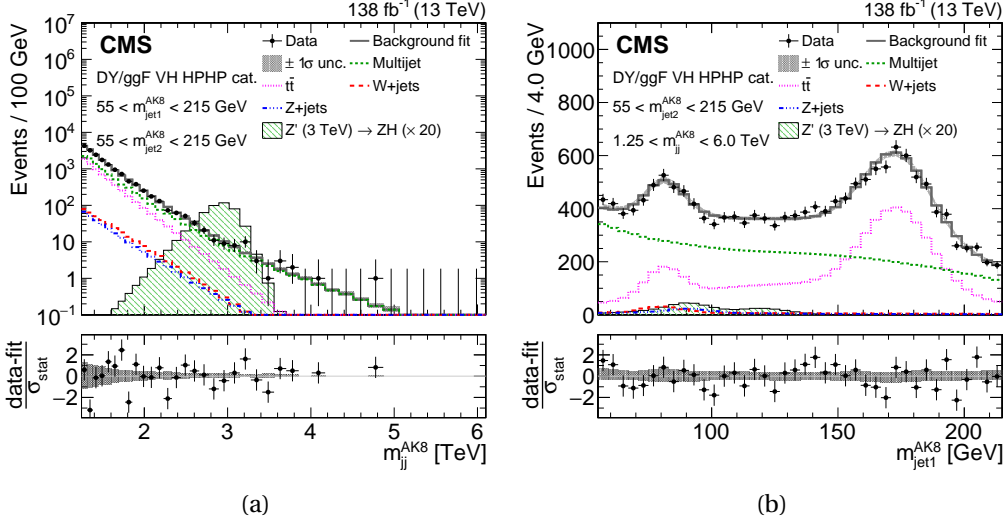 138 fb⁻¹ (13 TeV)
CMS
Data
Background fit
± 1σ unc.
Multijet
tt̄
W+jets
Z+jets
Z' (3 TeV) → ZH (× 20)
DY/ggF VH HPHP cat.
55 < m_jet1^AK8 < 215 GeV
55 < m_jet2^AK8 < 215 GeV
Events / 100 GeV
10⁷
10⁶
10⁵
10⁴
10³
10²
10
1
10⁻¹
data-fit
σ_stat
2
0
−2
2 3 4 5 6
m_jj^AK8 [TeV]
(a)
138 fb⁻¹ (13 TeV)
CMS
Data
Background fit
± 1σ unc.
Multijet
tt̄
W+jets
Z+jets
Z' (3 TeV) → ZH (× 20)
DY/ggF VH HPHP cat.
55 < m_jet2^AK8 < 215 GeV
1.25 < m_jj^AK8 < 6.0 TeV
Events / 4.0 GeV
1000
800
600
400
200
0
data-fit
σ_stat
2
0
−2
100 150 200
m_jet1^AK8 [GeV]
(b)